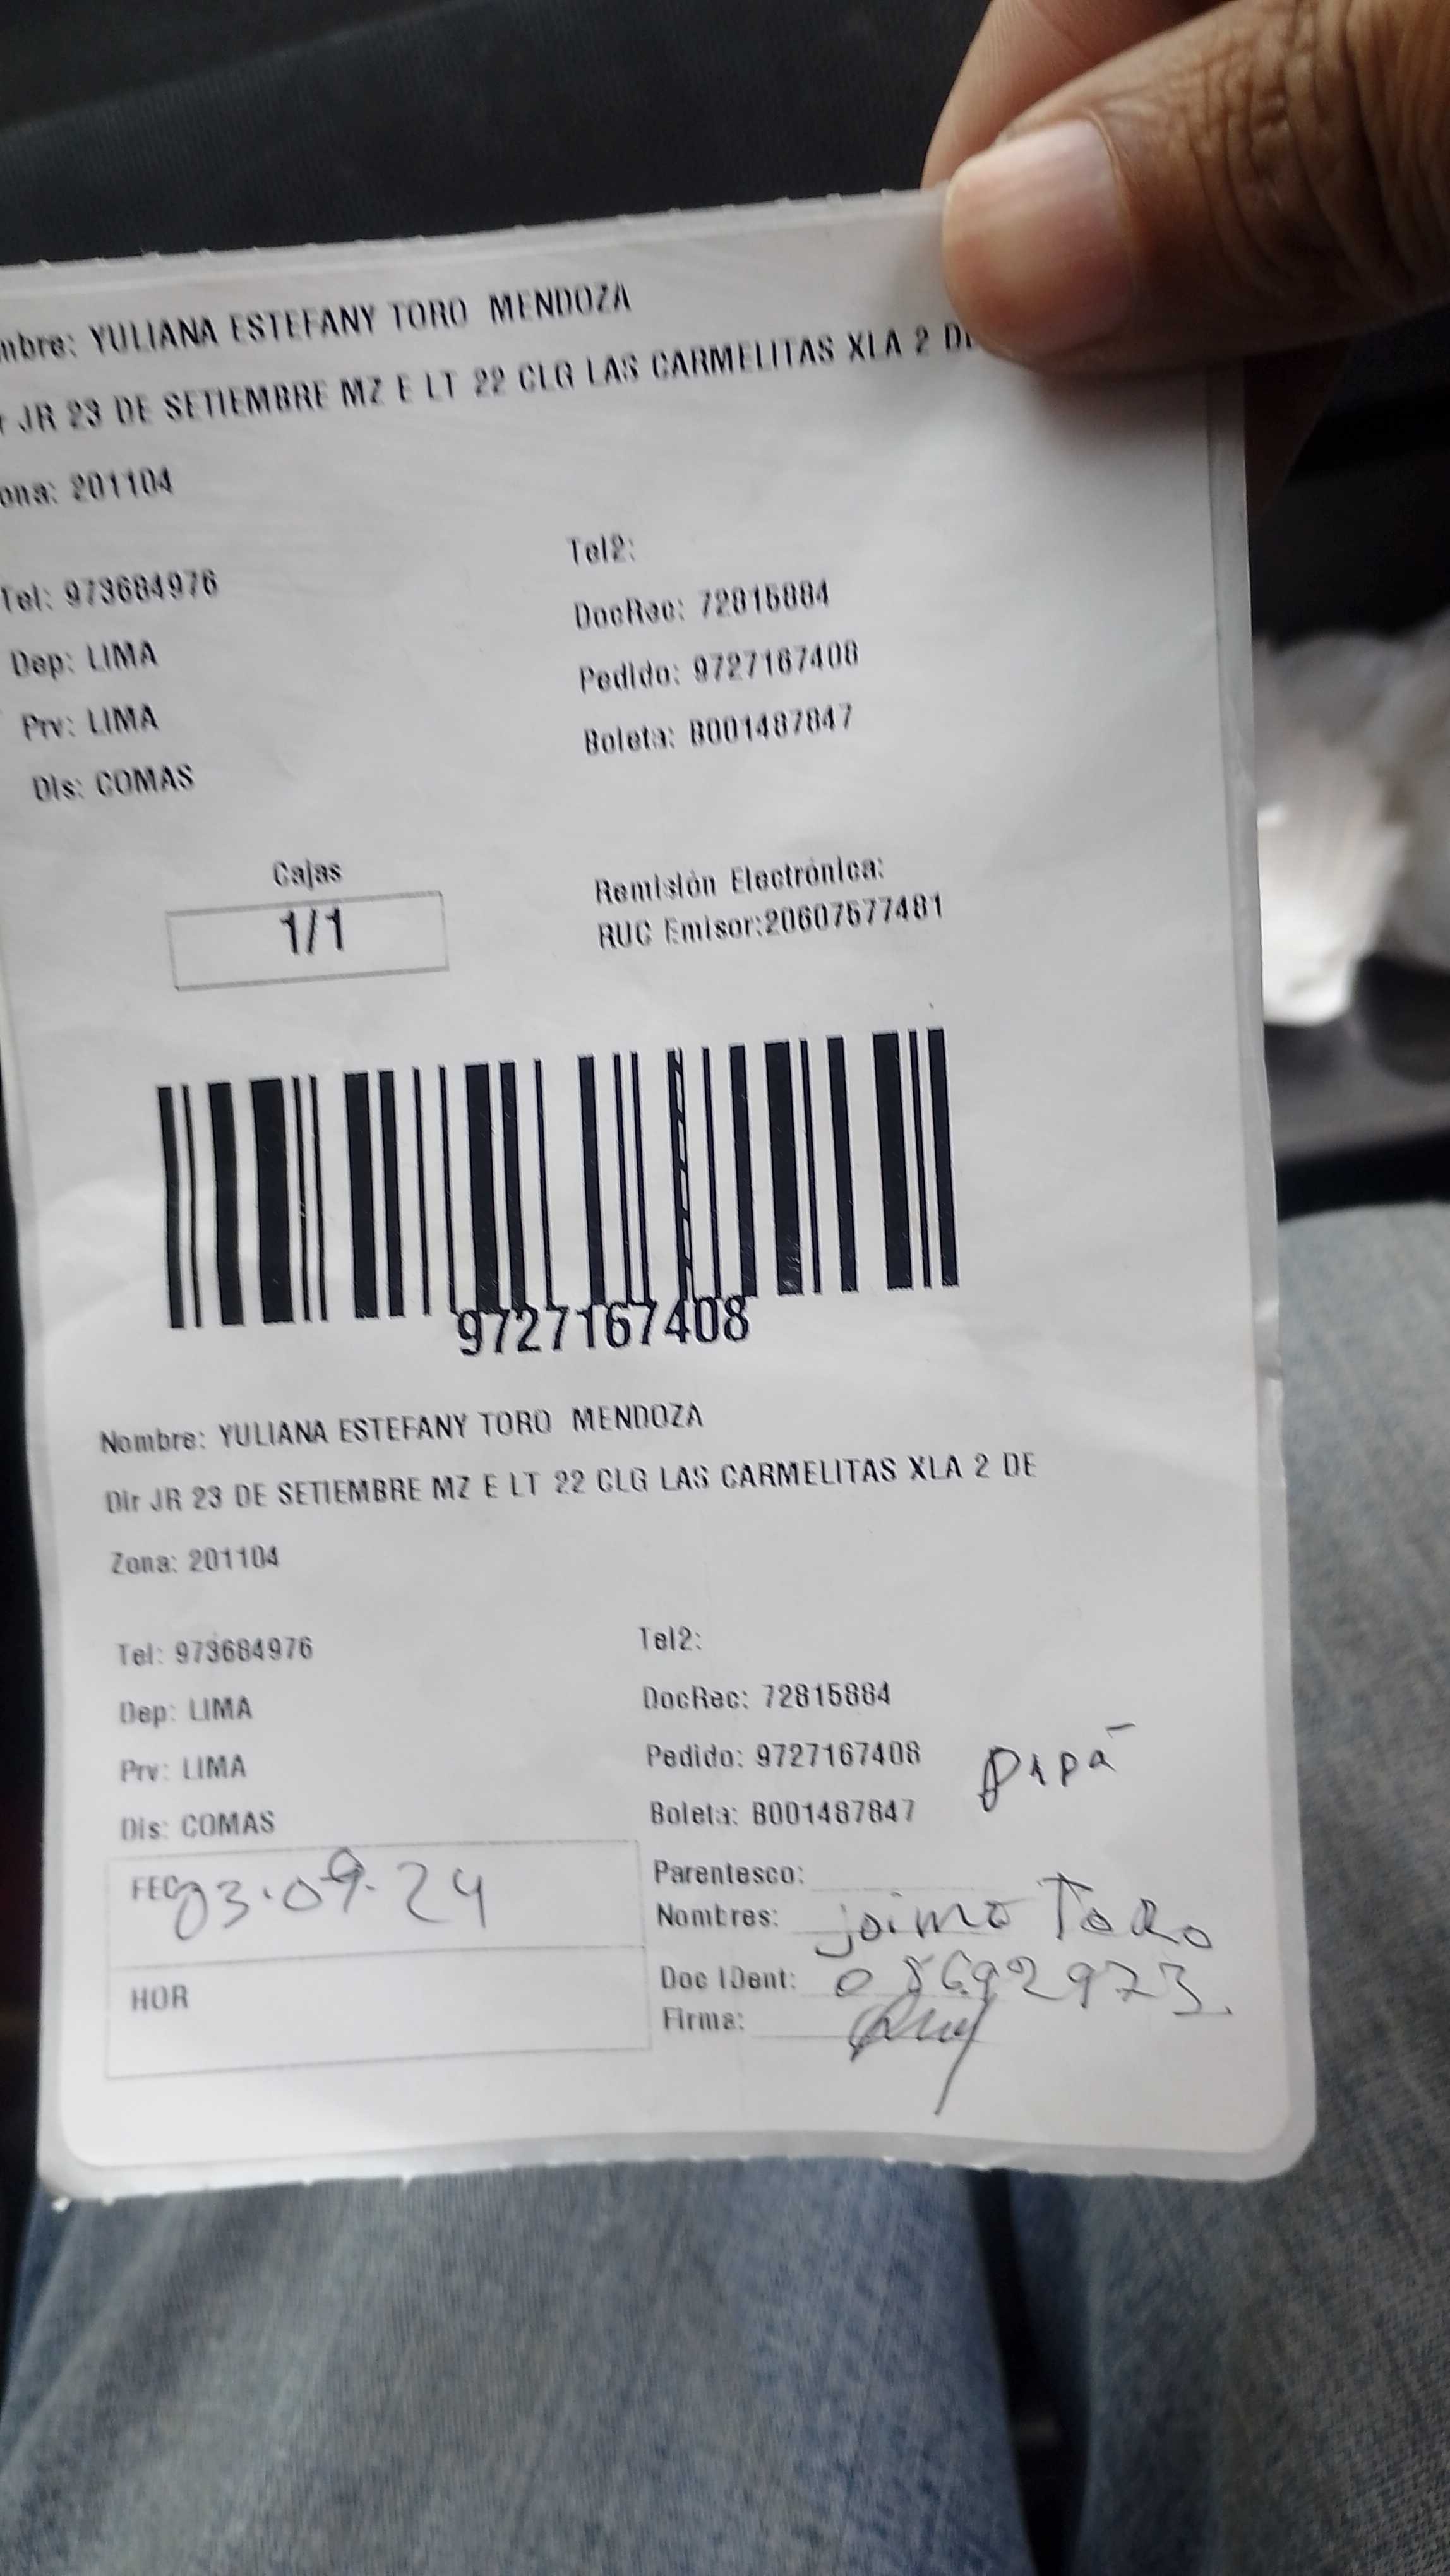 mbre: YULIANA ESTEFANY TORO MENDOZA
r JR 23 DE SETIEMBRE MZ E LT 22 CLG LAS CARMELITAS XLA 2 DE
ona: 201104
Tel: 973684976
Tel2:
Dep: LIMA
DocRec: 72815884
Prv: LIMA
Pedido: 9727167408
Dis: COMAS
Boleta: B001487847
Cajas
1/1
Remisión Electrónica:
RUC Emisor:20607577481
9727167408
Nombre: YULIANA ESTEFANY TORO MENDOZA
Dir JR 23 DE SETIEMBRE MZ E LT 22 CLG LAS CARMELITAS XLA 2 DE
Zona: 201104
Tel: 973684976
Tel2:
Dep: LIMA
DocRec: 72815884
Prv: LIMA
Pedido: 9727167408
papá
Dis: COMAS
Boleta: B001487847
FEC 03.09.24
Parentesco:
Nombres: jaime Toro
HOR
Doc IDent: 08692973.
Firma: